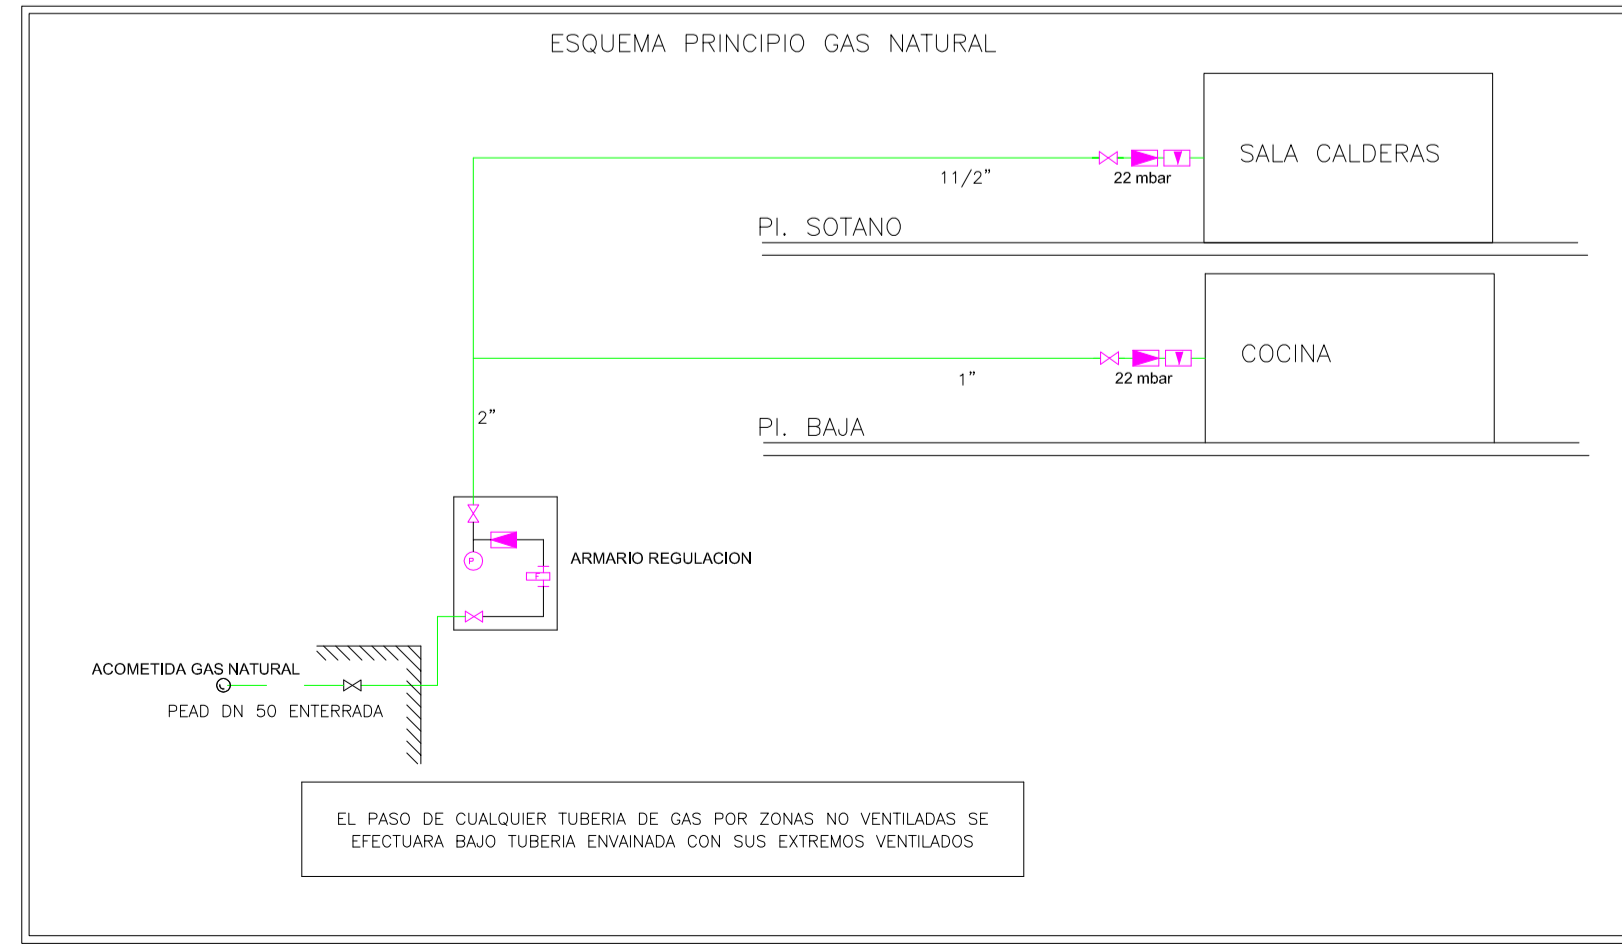 ESQUEMA PRINCIPIO GAS NATURAL
SALA CALDERAS
11/2"
22 mbar
PI. SOTANO
COCINA
1"
22 mbar
2"
PI. BAJA
P
F
ARMARIO REGULACION
ACOMETIDA GAS NATURAL
PEAD DN 50 ENTERRADA
EL PASO DE CUALQUIER TUBERIA DE GAS POR ZONAS NO VENTILADAS SE
EFECTUARA BAJO TUBERIA ENVAINADA CON SUS EXTREMOS VENTILADOS